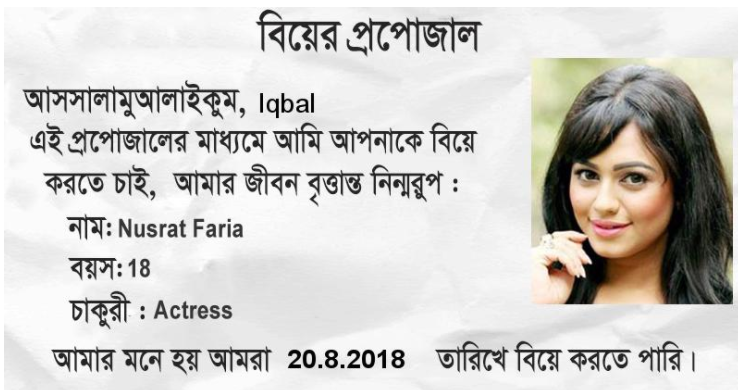 বিয়ের প্রপোজাল
আসসালামুআলাইকুম, Iqbal
এই প্রপোজালের মাধ্যমে আমি আপনাকে বিয়ে
করতে চাই, আমার জীবন বৃত্তান্ত নিন্মরুপ :
নাম: Nusrat Faria
বয়স: 18
চাকুরী : Actress
আমার মনে হয় আমরা 20.8.2018 তারিখে বিয়ে করতে পারি।